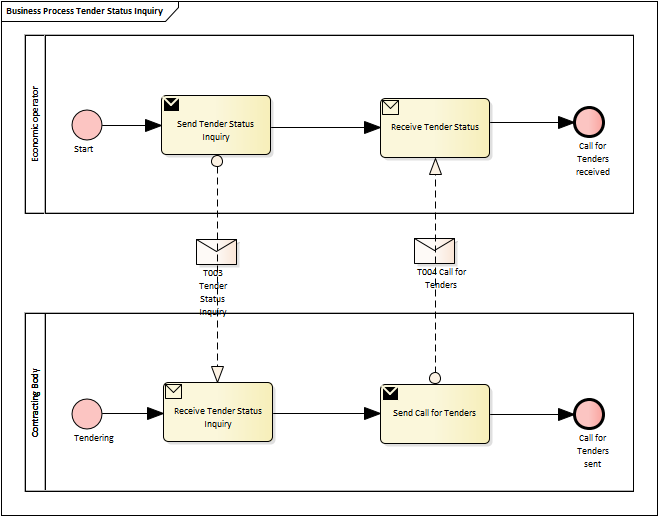 Business Process Tender Status Inquiry
Economic operator
Start
Send Tender Status
Inquiry
Receive Tender Status
Call for
Tenders
received
T003
Tender
Status
Inquiry
T004 Call for
Tenders
Contracting Body
Tendering
Receive Tender Status
Inquiry
Send Call for Tenders
Call for
Tenders
sent